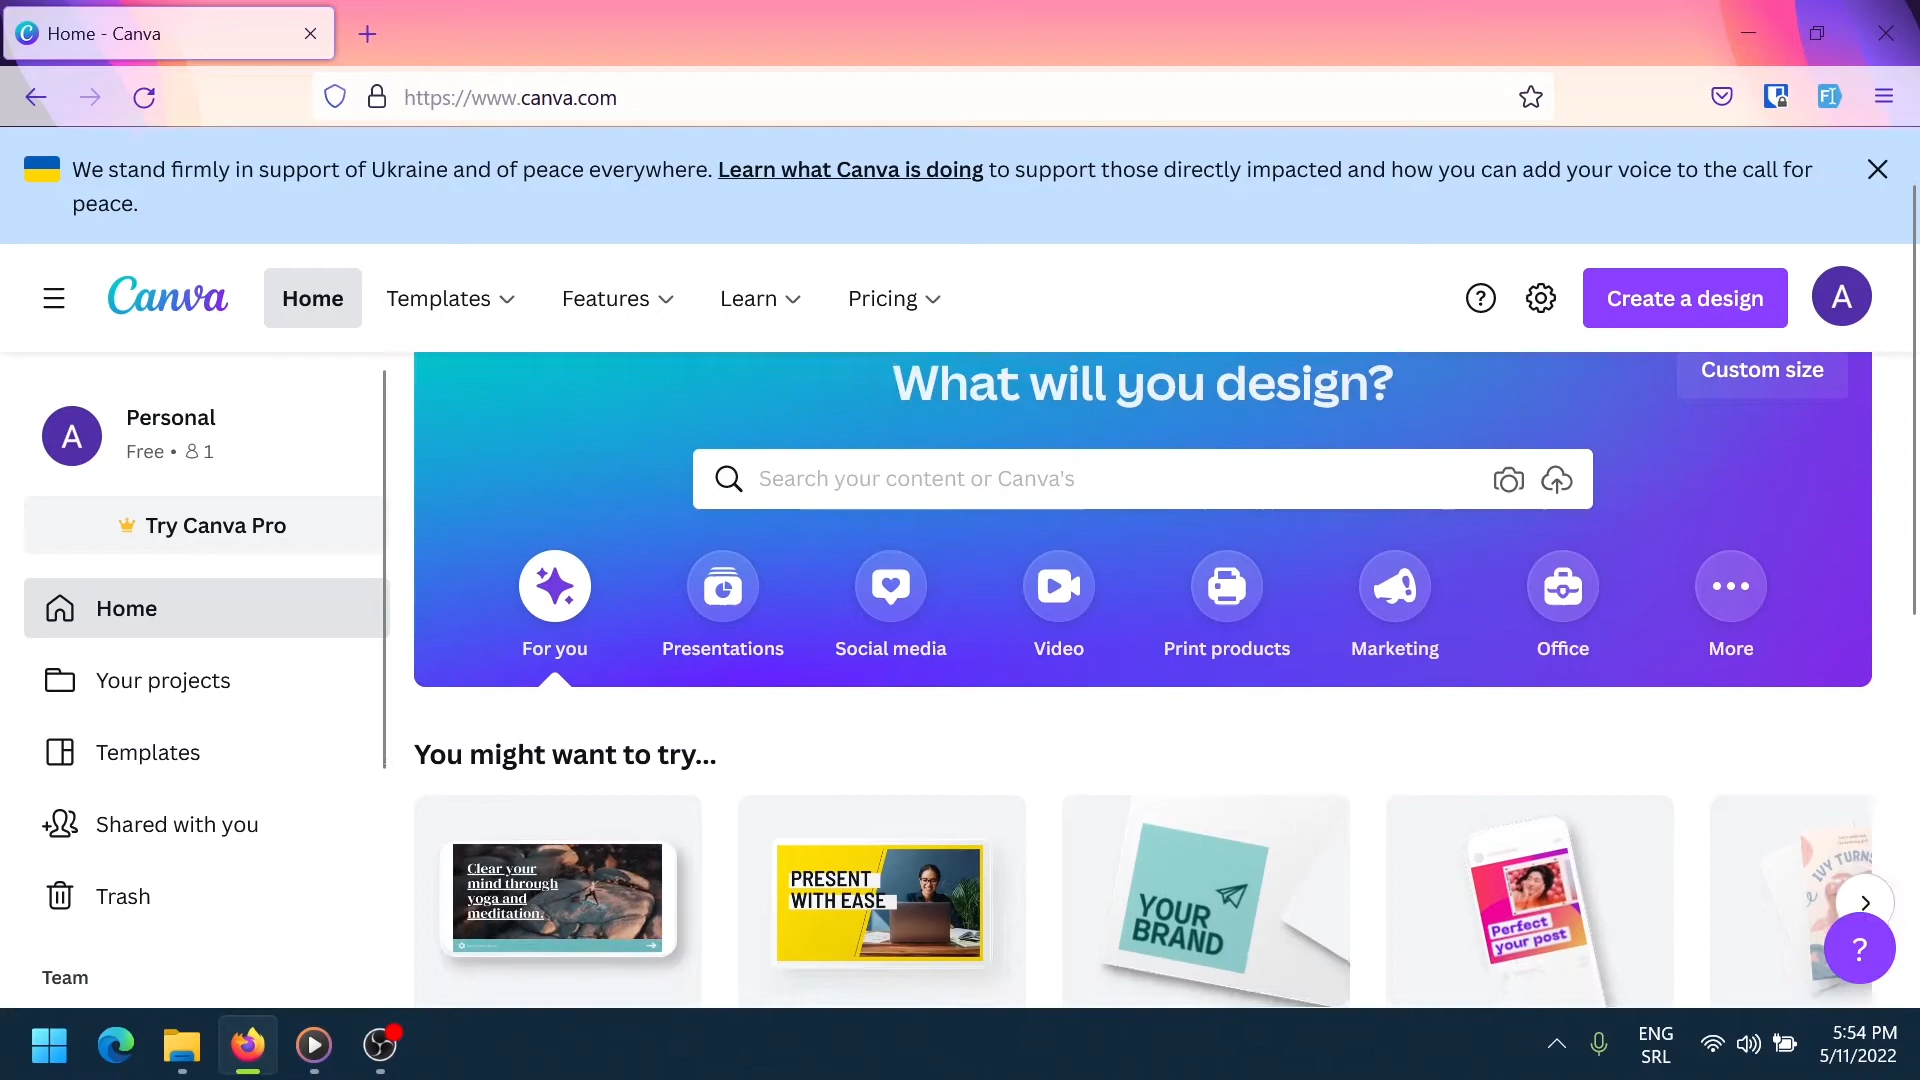 Home - Canva
https://www.canva.com
We stand firmly in support of Ukraine and of peace everywhere. Learn what Canva is doing to support those directly impacted and how you can add your voice to the call for
peace.
Canva
Home
Templates
Features
Learn
Pricing
Create a design
A
Personal
Free • 1
A
Try Canva Pro
Home
Your projects
Templates
Shared with you
Trash
Team
What will you design?
Custom size
Search your content or Canva's
For you
Presentations
Social media
Video
Print products
Marketing
Office
More
You might want to try...
Clear your
mind through
yoga and
meditation.
PRESENT
WITH EASE
YOUR
BRAND
Perfect
your post
IVY TURNS
?
ENG
SRL
5:54 PM
5/11/2022